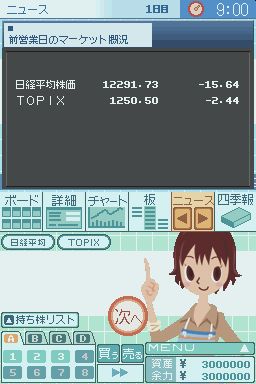 ニュース 1日日 9:00
前営業日のマーケット概況
日経平均株価 12291.73 -15.64
TOPIX 1250.50 -2.44
ボード 詳細 チャート 板 ニュース 四季報
日経平均 TOPIX
次へ
▲持ち株リスト
A B C D
1 2 3 4
5 6 7 8
買う 売る
MENU ▲
資産 ¥ 3000000
余力 ¥ 3000000